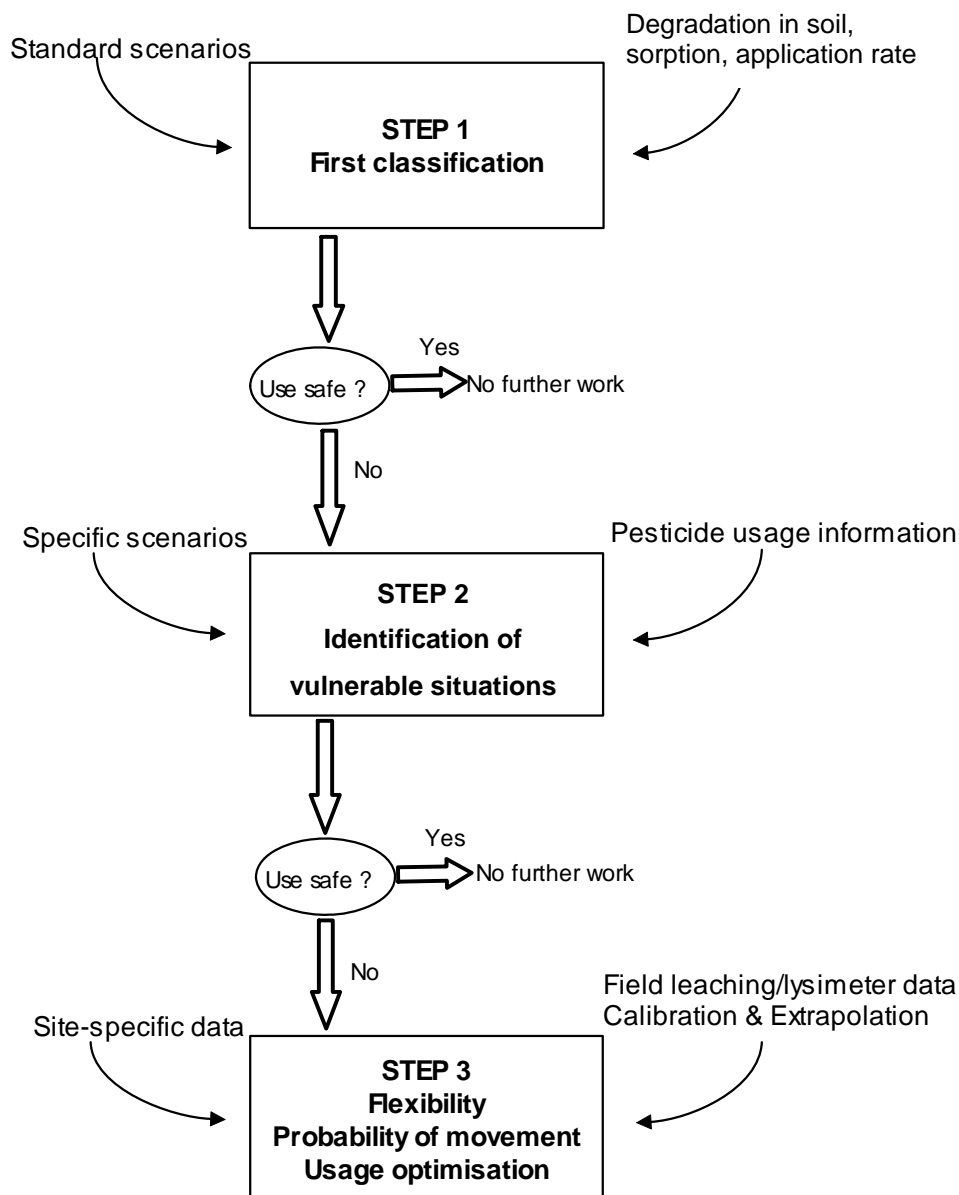 Standard scenarios
Degradation in soil,
sorption, application rate
STEP 1
First classification
Yes
Use safe ?
No further work
No
Specific scenarios
Pesticide usage information
STEP 2
Identification of
vulnerable situations
Yes
Use safe ?
No further work
No
Site-specific data
Field leaching/lysimeter data
Calibration & Extrapolation
STEP 3
Flexibility
Probability of movement
Usage optimisation